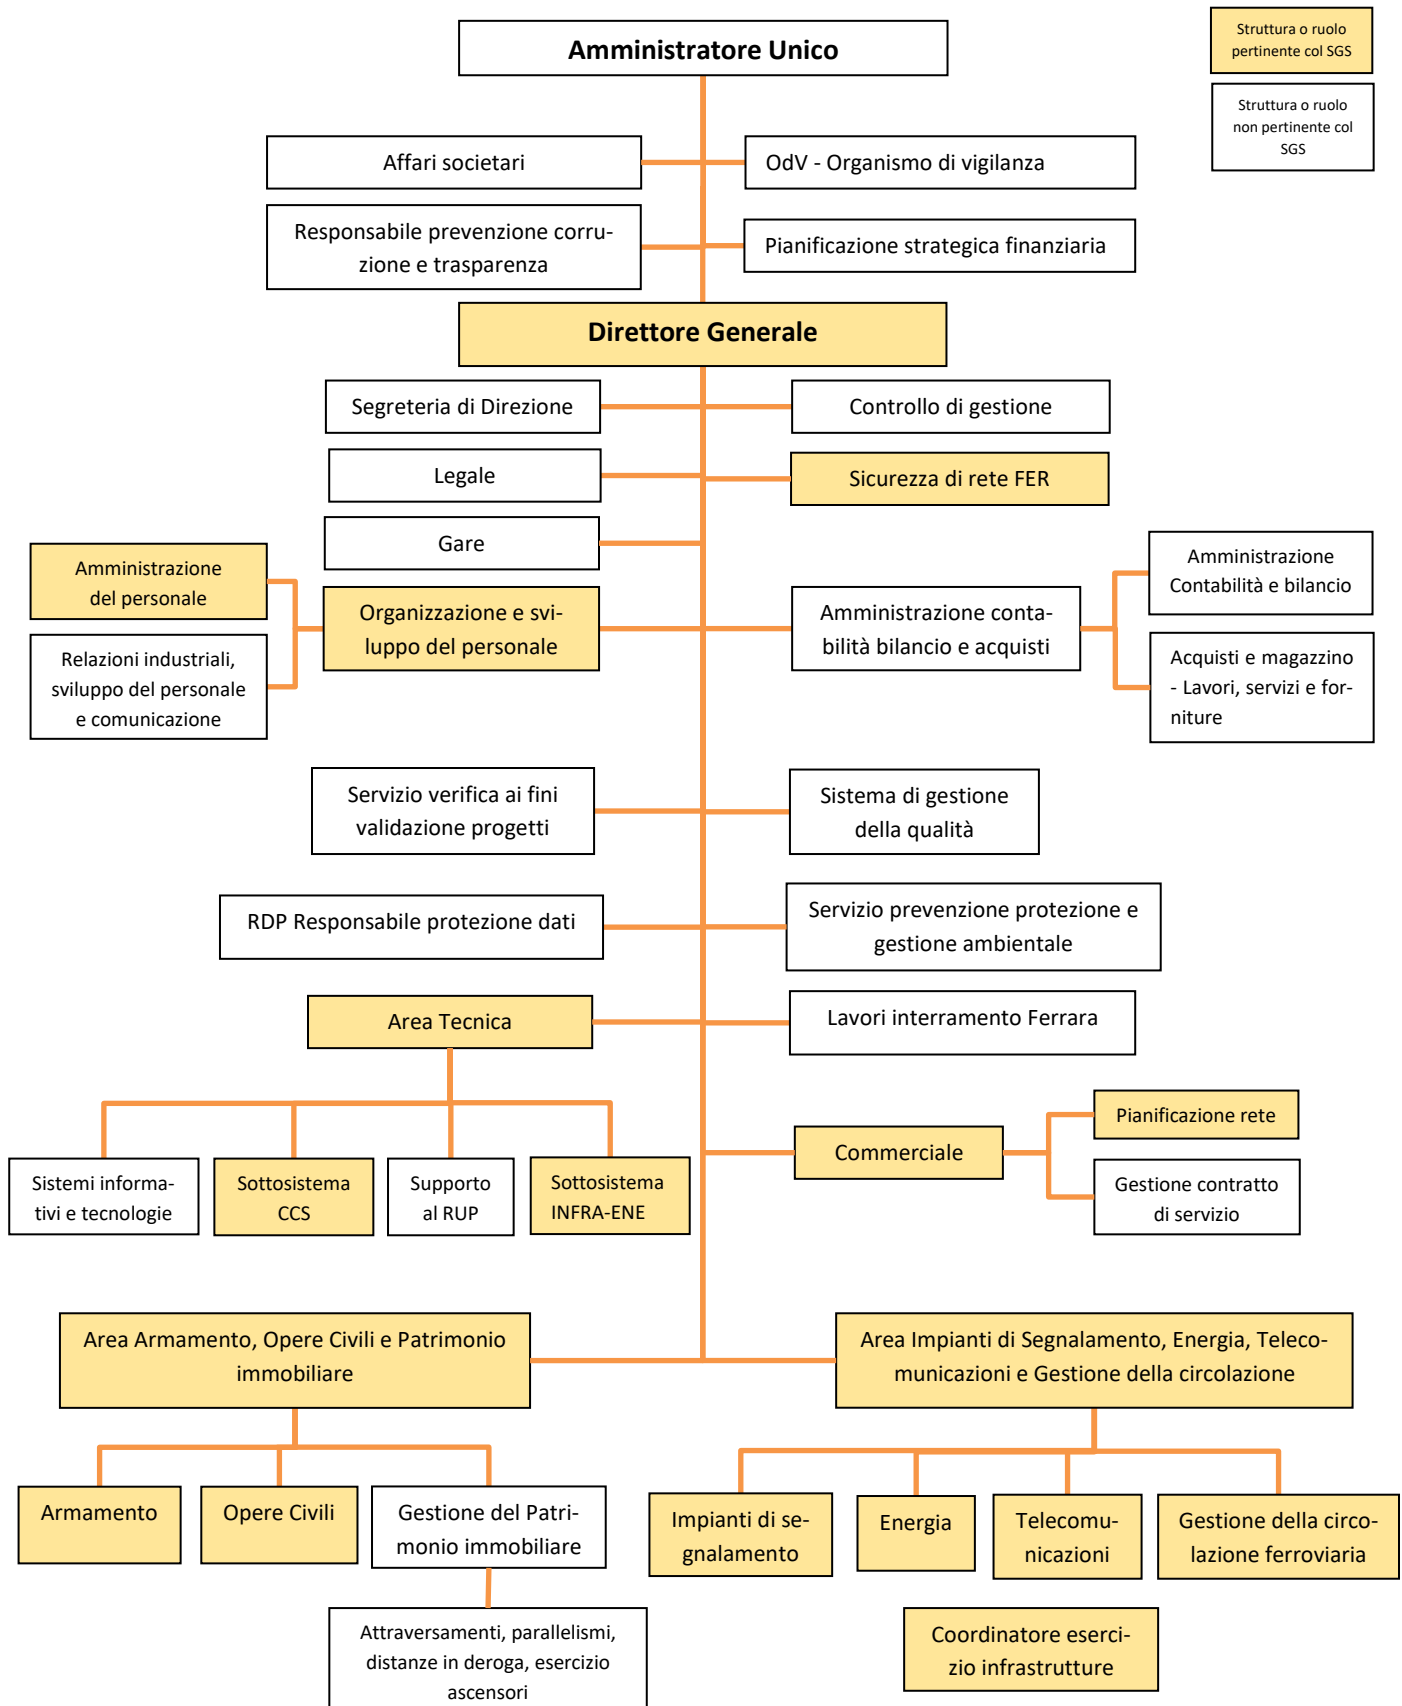 Amministratore Unico
Struttura o ruolo
pertinente col SGS
Struttura o ruolo
non pertinente col
SGS
Affari societari
OdV - Organismo di vigilanza
Responsabile prevenzione corru-
zione e trasparenza
Pianificazione strategica finanziaria
Direttore Generale
Segreteria di Direzione
Controllo di gestione
Legale
Sicurezza di rete FER
Gare
Amministrazione
del personale
Organizzazione e svi-
luppo del personale
Relazioni industriali,
sviluppo del personale
e comunicazione
Amministrazione conta-
bilità bilancio e acquisti
Amministrazione
Contabilità e bilancio
Acquisti e magazzino
- Lavori, servizi e for-
niture
Servizio verifica ai fini
validazione progetti
Sistema di gestione
della qualità
RDP Responsabile protezione dati
Servizio prevenzione protezione e
gestione ambientale
Area Tecnica
Lavori interramento Ferrara
Sistemi informa-
tivi e tecnologie
Sottosistema
CCS
Supporto
al RUP
Sottosistema
INFRA-ENE
Commerciale
Pianificazione rete
Gestione contratto
di servizio
Area Armamento, Opere Civili e Patrimonio
immobiliare
Area Impianti di Segnalamento, Energia, Teleco-
municazioni e Gestione della circolazione
Armamento
Opere Civili
Gestione del Patri-
monio immobiliare
Attraversamenti, parallelismi,
distanze in deroga, esercizio
ascensori
Impianti di se-
gnalamento
Energia
Telecomu-
nicazioni
Gestione della circo-
lazione ferroviaria
Coordinatore eserci-
zio infrastrutture